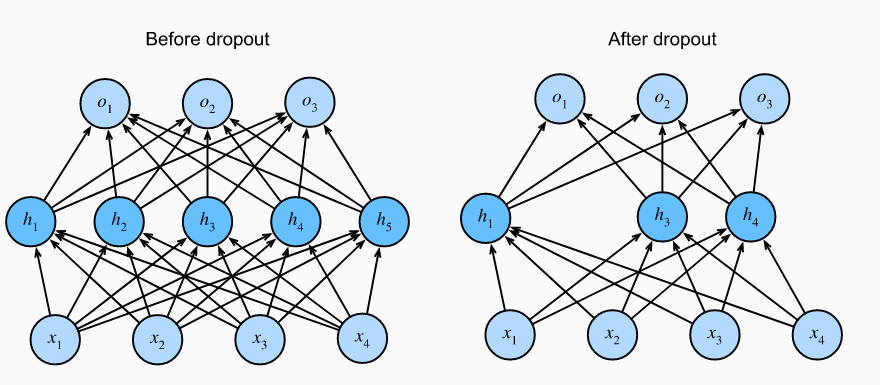 Before dropout
After dropout
o1 o2 o3
o1 o2 o3
h1 h2 h3 h4 h5
h1 h3 h4
x1 x2 x3 x4
x1 x2 x3 x4